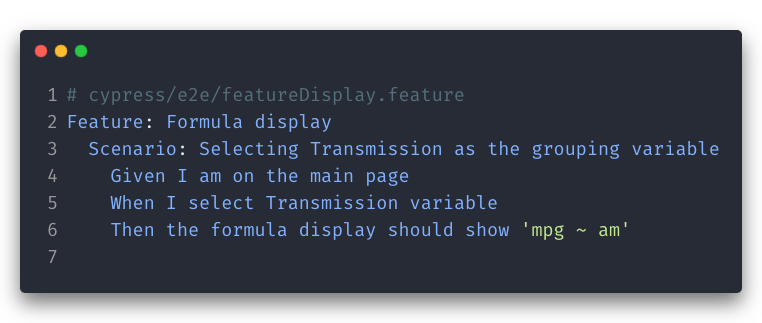 1 # cypress/e2e/featureDisplay.feature
2 Feature: Formula display
3   Scenario: Selecting Transmission as the grouping variable
4     Given I am on the main page
5     When I select Transmission variable
6     Then the formula display should show 'mpg ~ am'
7